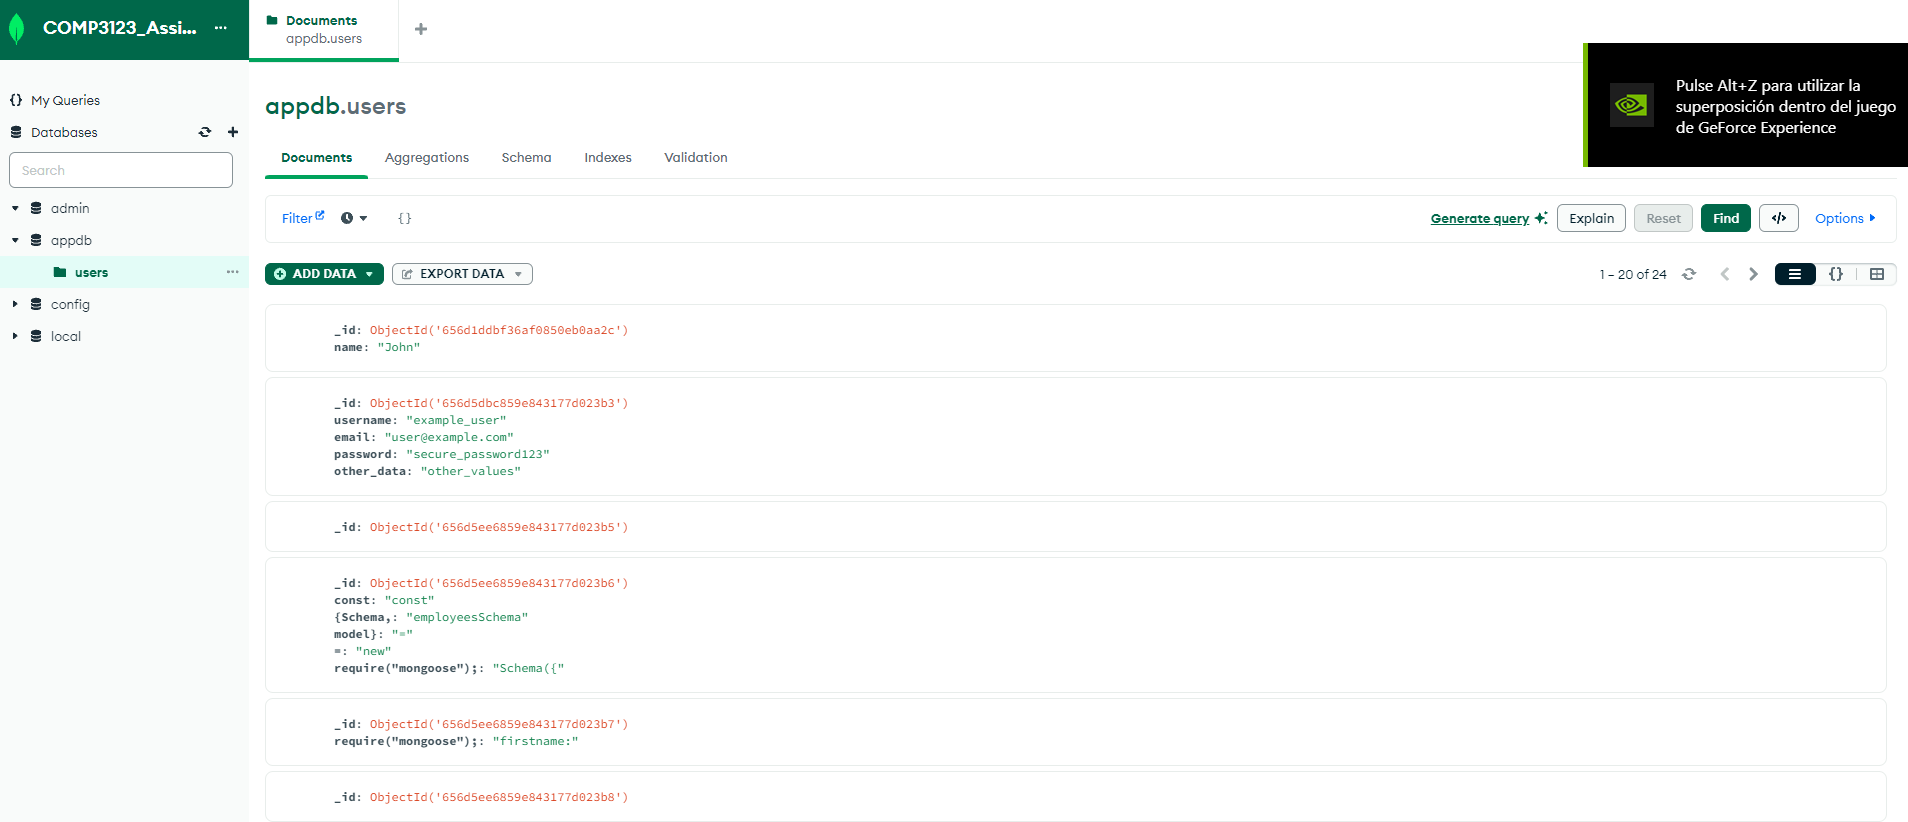 COMP3123_Assi... ...
Documents
appdb.users
+
My Queries
Databases
Search
admin
appdb
users ...
config
local
appdb.users
Documents Aggregations Schema Indexes Validation
Filter {} Generate query Explain Reset Find </> Options
ADD DATA EXPORT DATA 1 – 20 of 24 {}
_id: ObjectId('656d1ddbf36af0850eb0aa2c')
name: "John"
_id: ObjectId('656d5dbc859e843177d023b3')
username: "example_user"
email: "user@example.com"
password: "secure_password123"
other_data: "other_values"
_id: ObjectId('656d5ee6859e843177d023b5')
_id: ObjectId('656d5ee6859e843177d023b6')
const: "const"
{Schema,: "employeesSchema"
model}: "="
=: "new"
require("mongoose");: "Schema({"
_id: ObjectId('656d5ee6859e843177d023b7')
require("mongoose");: "firstname:"
_id: ObjectId('656d5ee6859e843177d023b8')
Pulse Alt+Z para utilizar la
superposición dentro del juego
de GeForce Experience